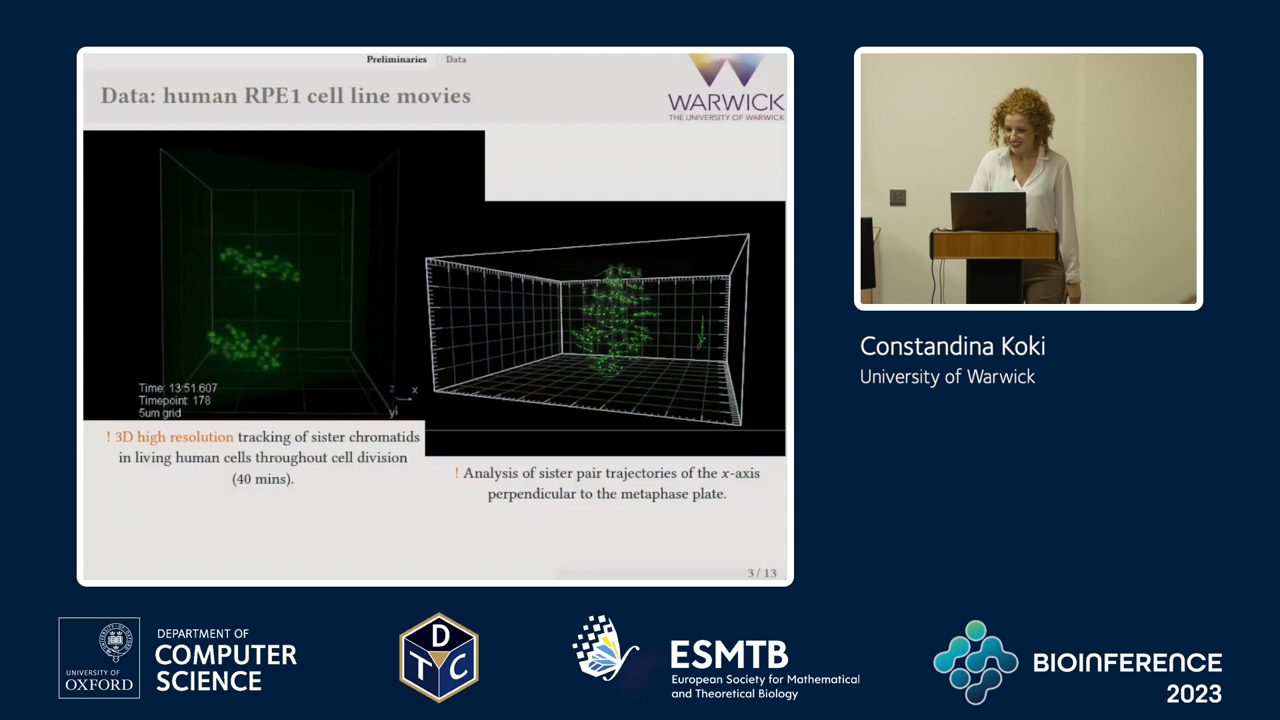 Preliminaries Data
Data: human RPE1 cell line movies
WARWICK
THE UNIVERSITY OF WARWICK
Time: 13:51.607
Timepoint: 178
5um grid
z
x
y
! 3D high resolution tracking of sister chromatids
in living human cells throughout cell division
(40 mins).
! Analysis of sister pair trajectories of the x-axis
perpendicular to the metaphase plate.
3 / 13
Constandina Koki
University of Warwick
UNIVERSITY OF
OXFORD
DEPARTMENT OF
COMPUTER
SCIENCE
D
T C
ESMTB
European Society for Mathematical
and Theoretical Biology
BIOINFERENCE
2023